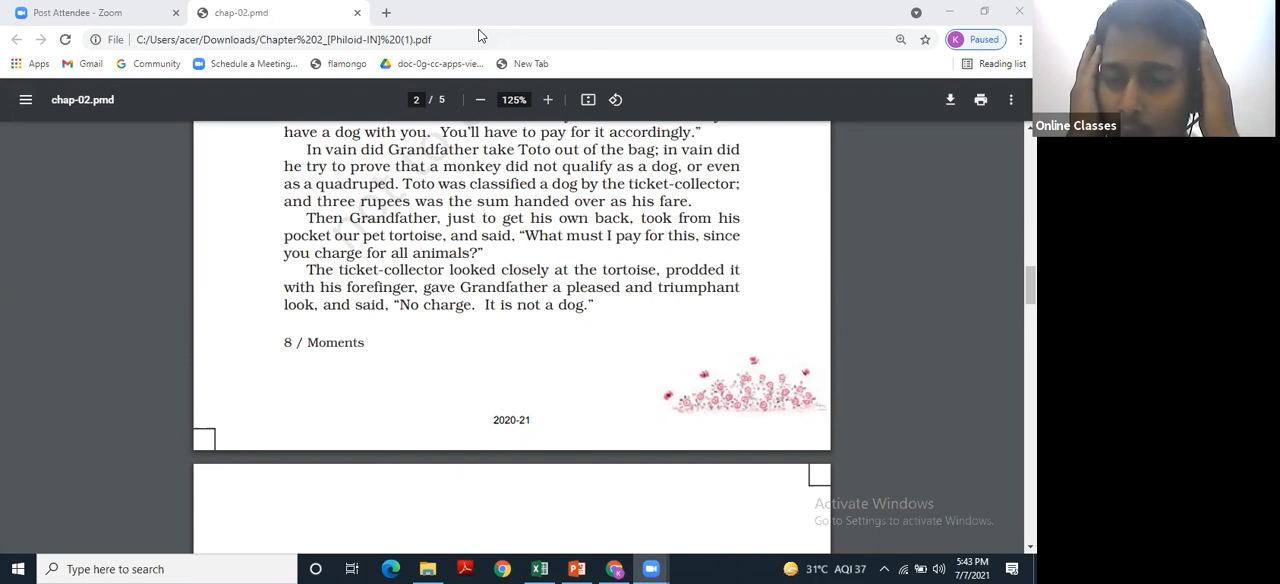 Post Attendee - Zoom
chap-02.pmd
File
C:/Users/acer/Downloads/Chapter%202_[Philoid-IN]%20(1).pdf
K Paused
Apps
Gmail
Community
Schedule a Meeting...
flamongo
doc-0g-cc-apps-vie...
New Tab
Reading list
chap-02.pmd
2 / 5
125%
Online Classes
have a dog with you. You'll have to pay for it accordingly.”
In vain did Grandfather take Toto out of the bag; in vain did
he try to prove that a monkey did not qualify as a dog, or even
as a quadruped. Toto was classified a dog by the ticket-collector;
and three rupees was the sum handed over as his fare.
Then Grandfather, just to get his own back, took from his
pocket our pet tortoise, and said, “What must I pay for this, since
you charge for all animals?”
The ticket-collector looked closely at the tortoise, prodded it
with his forefinger, gave Grandfather a pleased and triumphant
look, and said, “No charge. It is not a dog.”
8 / Moments
2020-21
Activate Windows
Go to Settings to activate Windows.
Type here to search
31°C AQI 37
5:43 PM
7/7/2021